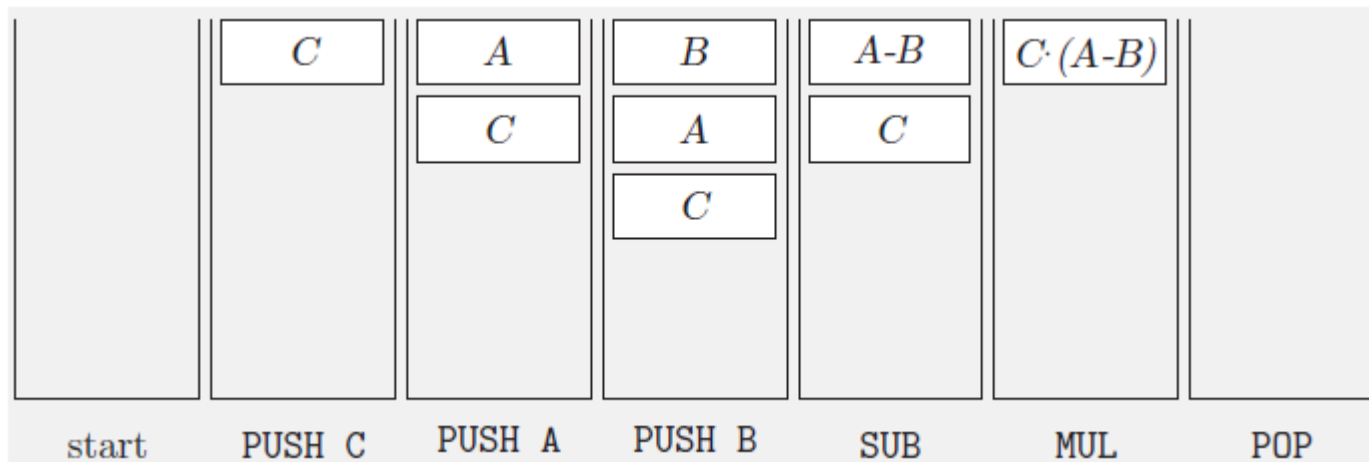 C A B A-B C·(A-B)
C A C
C
start PUSH C PUSH A PUSH B SUB MUL POP